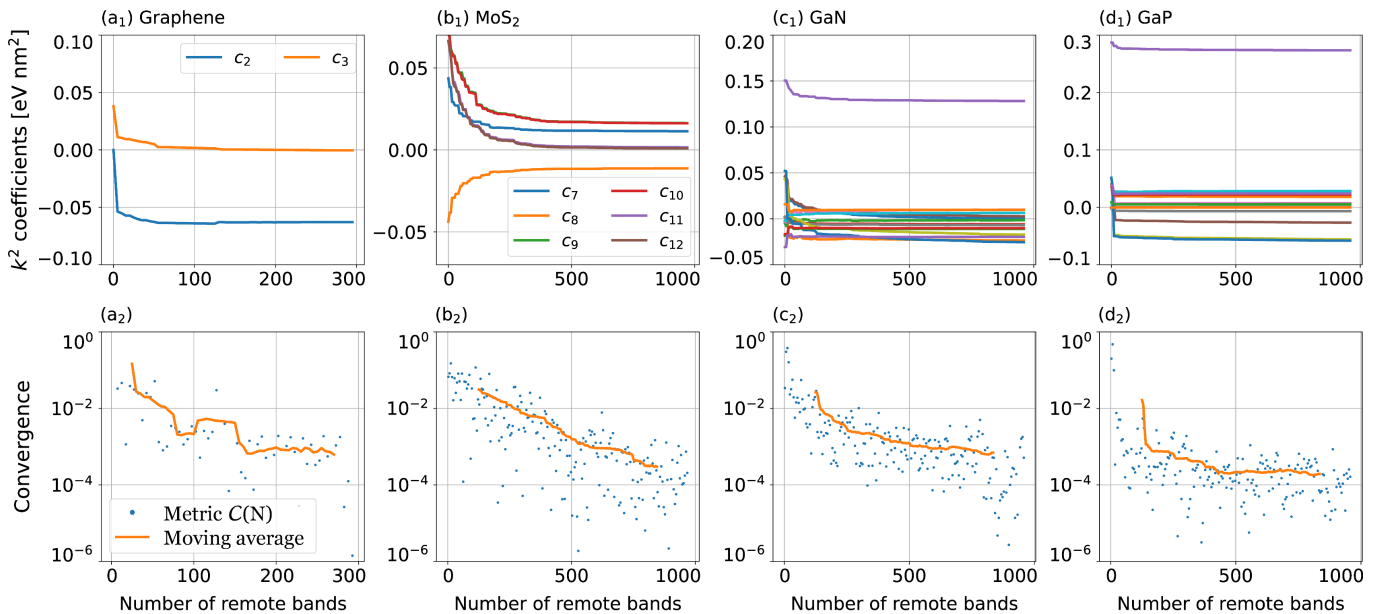 (a₁) Graphene
(b₁) MoS₂
(c₁) GaN
(d₁) GaP
k² coefficients [eV nm²]
0.10
0.05
0.00
−0.05
−0.10
c₂
c₃
0
100
200
300
0.05
0.00
−0.05
c₇
c₈
c₉
c₁₀
c₁₁
c₁₂
0
500
1000
0.20
0.15
0.10
0.05
0.00
−0.05
0
500
1000
0.3
0.2
0.1
0.0
−0.1
0
500
1000
(a₂)
(b₂)
(c₂)
(d₂)
Convergence
10⁰
10⁻²
10⁻⁴
10⁻⁶
Metric C(N)
Moving average
0
100
200
300
Number of remote bands
10⁰
10⁻²
10⁻⁴
10⁻⁶
0
500
1000
Number of remote bands
10⁰
10⁻²
10⁻⁴
10⁻⁶
0
500
1000
Number of remote bands
10⁰
10⁻²
10⁻⁴
10⁻⁶
0
500
1000
Number of remote bands